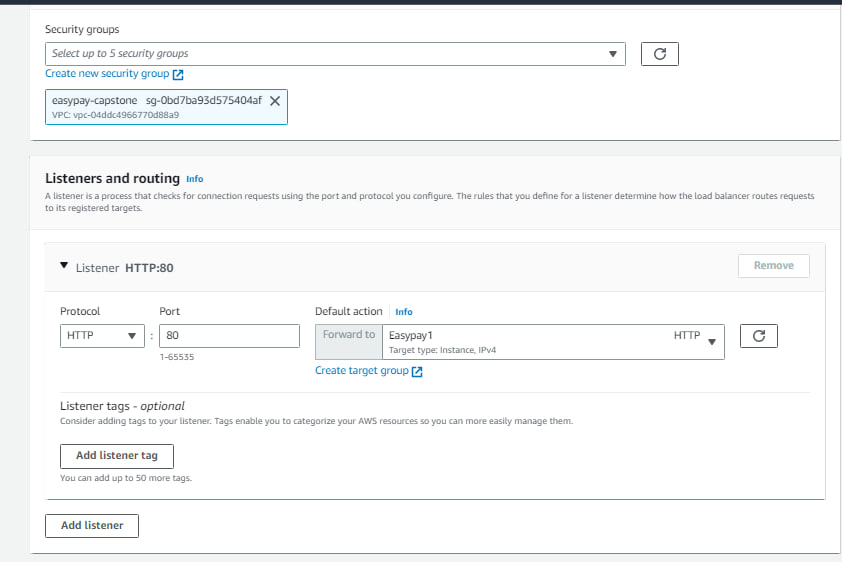 Security groups
Select up to 5 security groups
Create new security group
easypay-capstone sg-0bd7ba93d575404af
VPC: vpc-04ddc4966770d88a9
Listeners and routing Info
A listener is a process that checks for connection requests using the port and protocol you configure. The rules that you define for a listener determine how the load balancer routes requests
to its registered targets.
Listener HTTP:80
Remove
Protocol Port Default action Info
HTTP : 80 Forward to Easypay1 HTTP
Target type: Instance, IPv4
1-65535
Create target group
Listener tags - optional
Consider adding tags to your listener. Tags enable you to categorize your AWS resources so you can more easily manage them.
Add listener tag
You can add up to 50 more tags.
Add listener